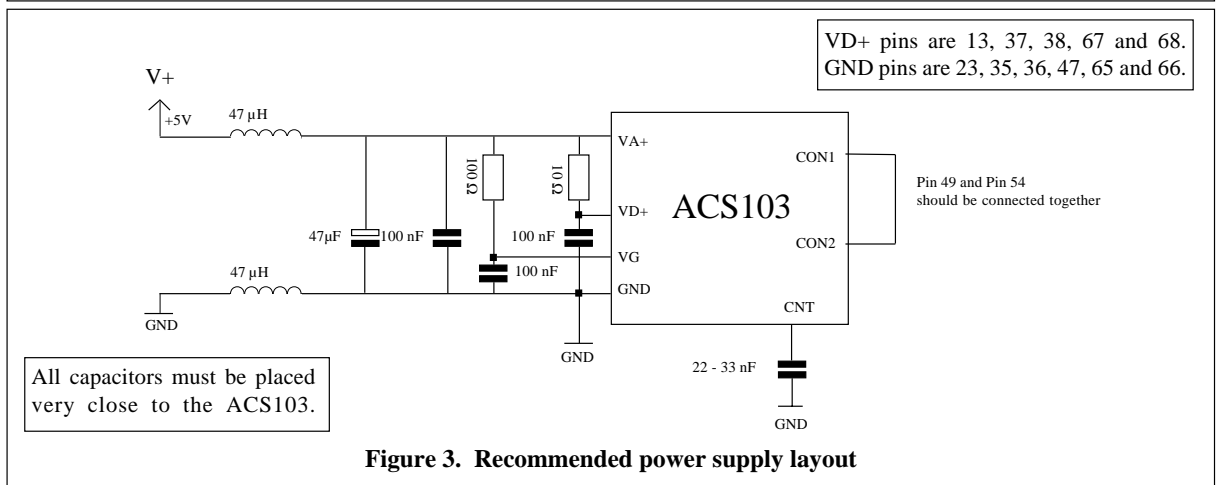 VD+ pins are 13, 37, 38, 67 and 68.
GND pins are 23, 35, 36, 47, 65 and 66.
V+
+5V
47 µH
100 Ω
10 Ω
VA+
CON1
Pin 49 and Pin 54
should be connected together
VD+
ACS103
47µF
100 nF
100 nF
CON2
VG
100 nF
47 µH
GND
GND
CNT
GND
22 - 33 nF
GND
All capacitors must be placed
very close to the ACS103.
Figure 3. Recommended power supply layout